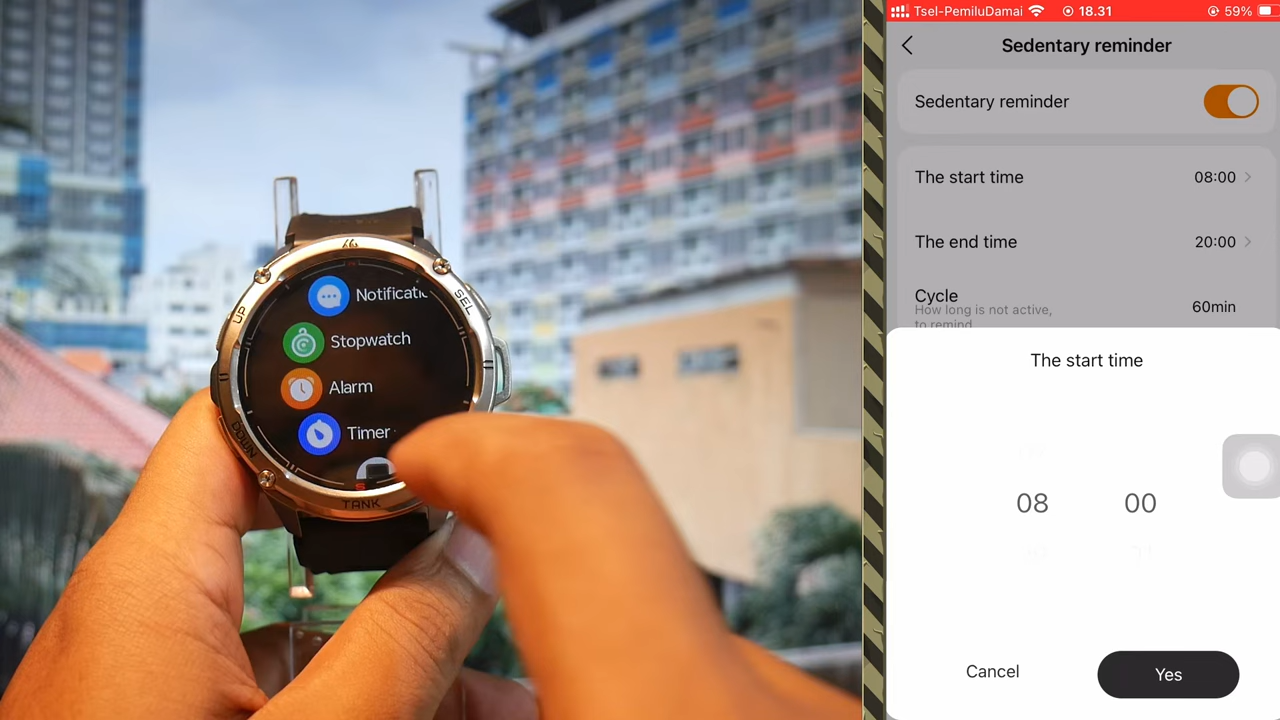 UP
SEL
DOWN
TANK
Stopwatch
Alarm
Timer
S
Tsel-PemiluDamai
18.31
59%
Sedentary reminder
Sedentary reminder
The start time 08:00
The end time 20:00
Cycle
How long is not active,
to remind
60min
The start time
08 00
Cancel
Yes